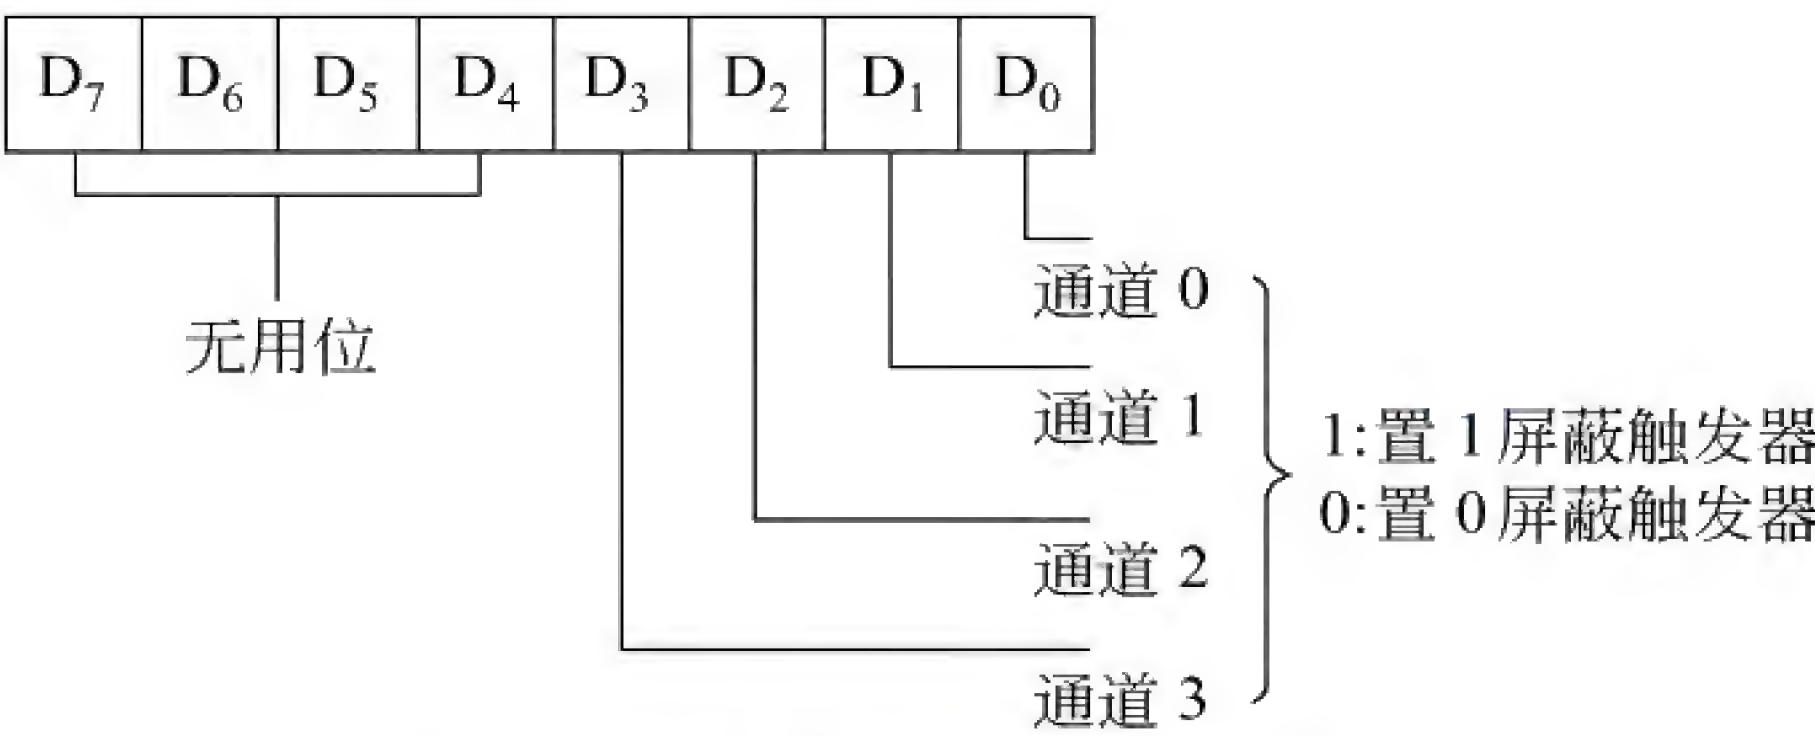 D₇ D₆ D₅ D₄ D₃ D₂ D₁ D₀
通道 0
无用位
通道 1
1:置 1 屏蔽触发器
0:置 0 屏蔽触发器
通道 2
通道 3